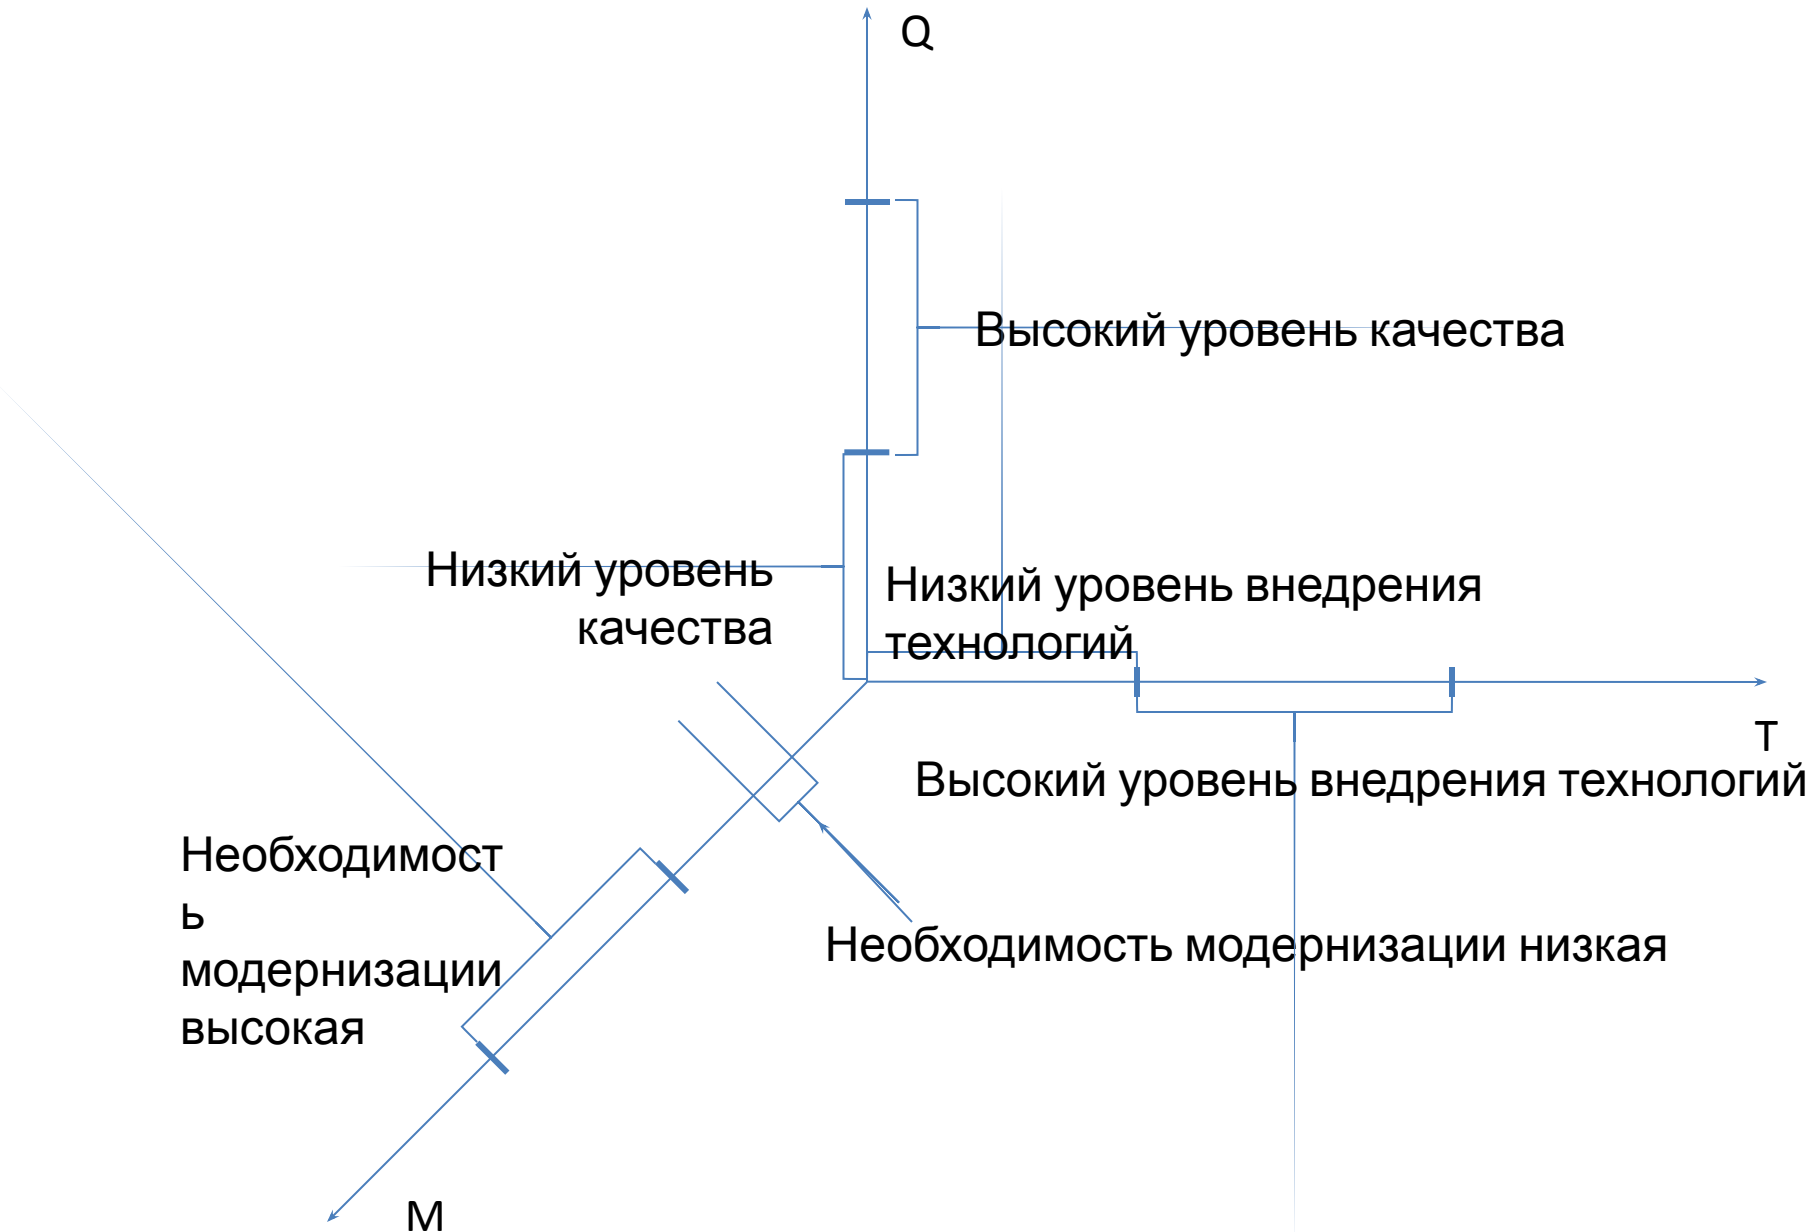 Q
Высокий уровень качества
Низкий уровень
качества
Низкий уровень внедрения
технологий
T
Высокий уровень внедрения технологий
Необходимост
ь
модернизации
высокая
Необходимость модернизации низкая
M